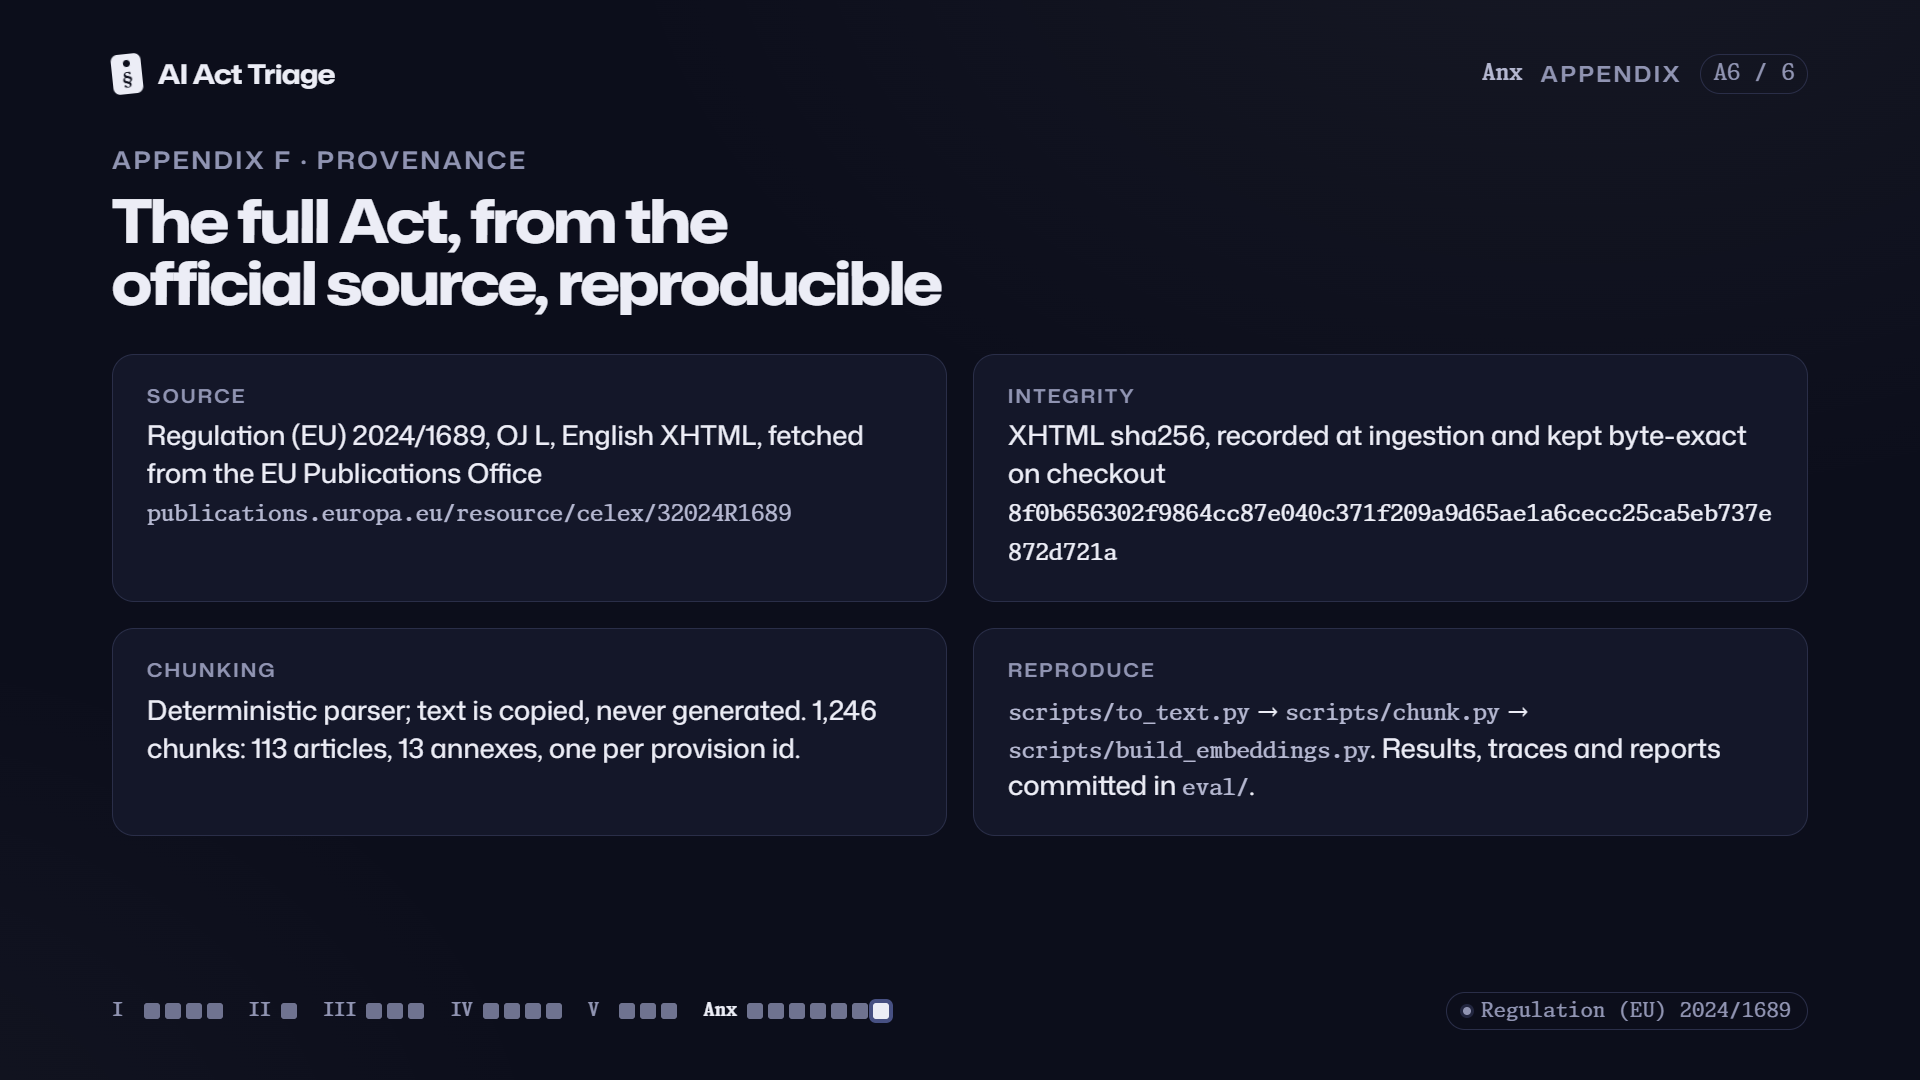 §
AI Act Triage
Anx APPENDIX A6 / 6
APPENDIX F · PROVENANCE
The full Act, from the
official source, reproducible
SOURCE
Regulation (EU) 2024/1689, OJ L, English XHTML, fetched
from the EU Publications Office
publications.europa.eu/resource/celex/32024R1689
INTEGRITY
XHTML sha256, recorded at ingestion and kept byte-exact
on checkout
8f0b656302f9864cc87e040c371f209a9d65ae1a6cecc25ca5eb737e
872d721a
CHUNKING
Deterministic parser; text is copied, never generated. 1,246
chunks: 113 articles, 13 annexes, one per provision id.
REPRODUCE
scripts/to_text.py → scripts/chunk.py →
scripts/build_embeddings.py. Results, traces and reports
committed in eval/.
I II III IV V Anx
Regulation (EU) 2024/1689